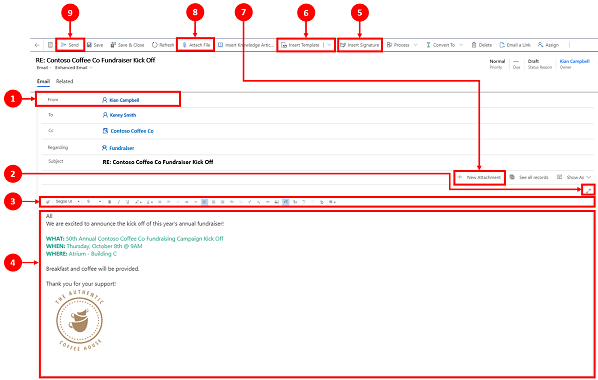 9 8 7 6 5
Send Save Save & Close Refresh Attach File Insert Knowledge Artic... Insert Template Insert Signature Process Convert To Delete Email a Link Assign
RE: Contoso Coffee Co Fundraiser Kick Off
Email · Enhanced Email
Normal
Priority
---
Due
Draft
Status Reason
Kian Campbell
Owner
Email Related
1
From Kian Campbell
To Kerey Smith
Cc Contoso Coffee Co
Regarding Fundraiser
Subject RE: Contoso Coffee Co Fundraiser Kick Off
2
+ New Attachment See all records Show As
3
Segoe UI 9 B I U
4
All
We are excited to announce the kick off of this year's annual fundraiser!
WHAT: 50th Annual Contoso Coffee Co Fundraising Campaign Kick Off
WHEN: Thursday, October 8th @ 9AM
WHERE: Atrium - Building C
Breakfast and coffee will be provided.
Thank you for your support!
THE AUTHENTIC
COFFEE HOUSE